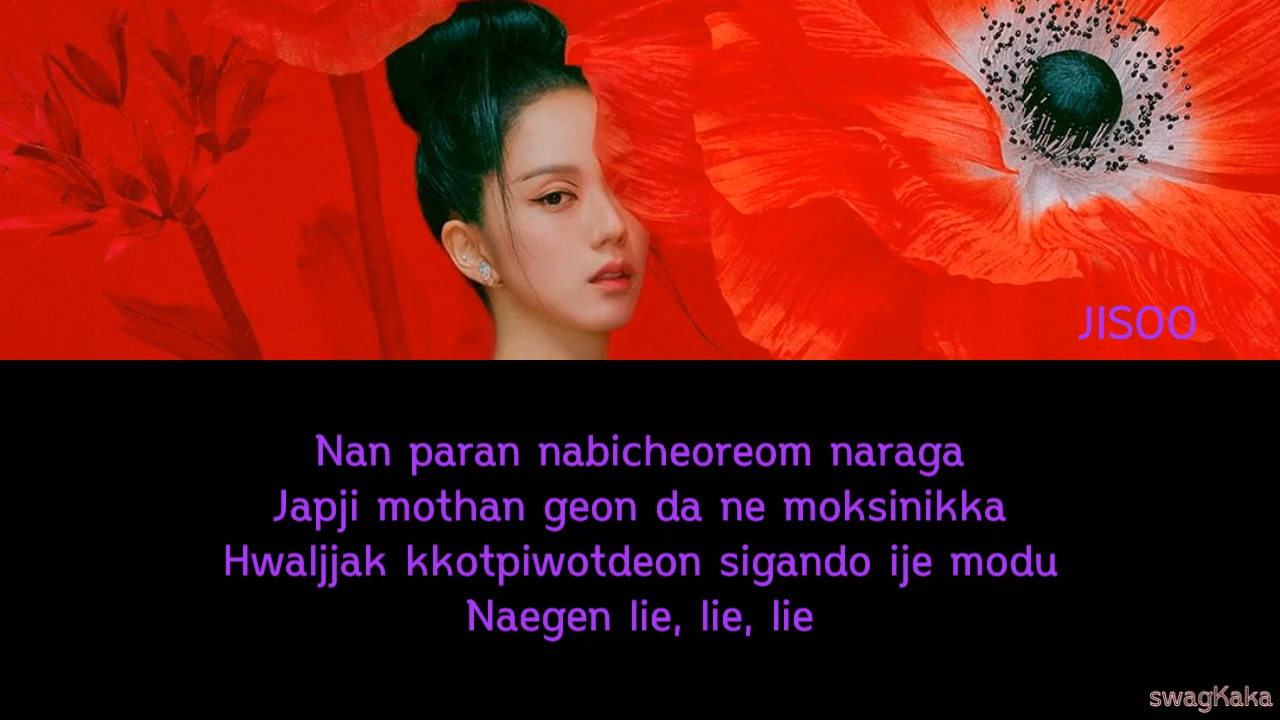 JISOO
Nan paran nabicheoreom naraga
Japji mothan geon da ne moksinikka
Hwaljjak kkotpiwotdeon sigando ije modu
Naegen lie, lie, lie
swagKaka